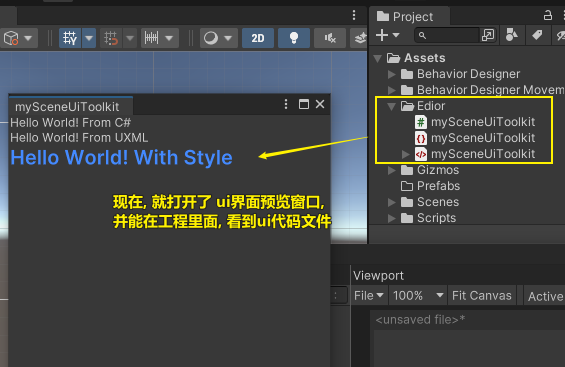 Project
2D
Assets
Behavior Designer
Behavior Designer Movem
Edior
mySceneUiToolkit
mySceneUiToolkit
mySceneUiToolkit
Gizmos
Prefabs
Scenes
Scripts
mySceneUiToolkit
Hello World! From C#
Hello World! From UXML
Hello World! With Style
现在, 就打开了 ui界面预览窗口,
并能在工程里面, 看到ui代码文件
Viewport
File 100% Fit Canvas Active
<unsaved file>*